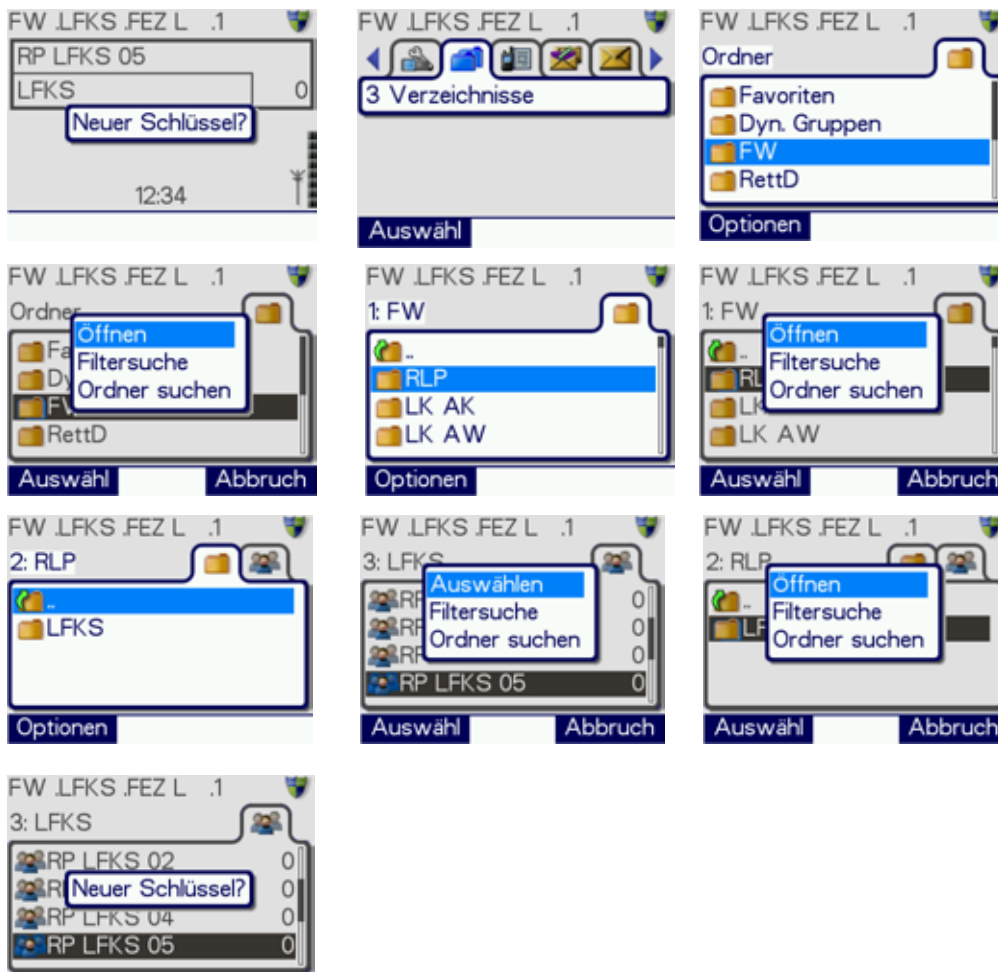 FW .LFKS .FEZ L .1
RP LFKS 05
LFKS 0
Neuer Schlüssel?
12:34
FW .LFKS .FEZ L .1
3 Verzeichnisse
Auswähl
FW .LFKS .FEZ L .1
Ordner
Favoriten
Dyn. Gruppen
FW
RettD
Optionen
FW .LFKS .FEZ L .1
Ordner
Öffnen
Filtersuche
Ordner suchen
RettD
Auswähl Abbruch
FW .LFKS .FEZ L .1
1: FW
..
RLP
LK AK
LK AW
Optionen
FW .LFKS .FEZ L .1
1: FW
Öffnen
..
Filtersuche
Ordner suchen
LK AW
Auswähl Abbruch
FW .LFKS .FEZ L .1
2: RLP
..
LFKS
Optionen
FW .LFKS .FEZ L .1
3: LFKS
Auswählen
0
Filtersuche
0
Ordner suchen
0
RP LFKS 05 0
Auswähl Abbruch
FW .LFKS .FEZ L .1
2: RLP
Öffnen
..
Filtersuche
Ordner suchen
Auswähl Abbruch
FW .LFKS .FEZ L .1
3: LFKS
RP LFKS 02 0
Neuer Schlüssel? 0
RP LFKS 04 0
RP LFKS 05 0